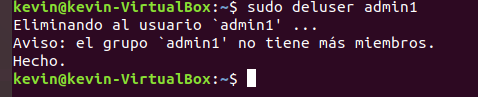 kevin@kevin-VirtualBox:~$ sudo deluser admin1
Eliminando al usuario `admin1' ...
Aviso: el grupo `admin1' no tiene más miembros.
Hecho.
kevin@kevin-VirtualBox:~$